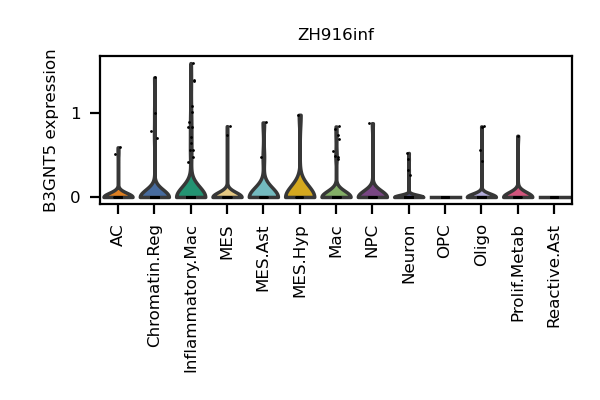 ZH916inf
B3GNT5 expression
1
0
AC
Chromatin.Reg
Inflammatory.Mac
MES
MES.Ast
MES.Hyp
Mac
NPC
Neuron
OPC
Oligo
Prolif.Metab
Reactive.Ast